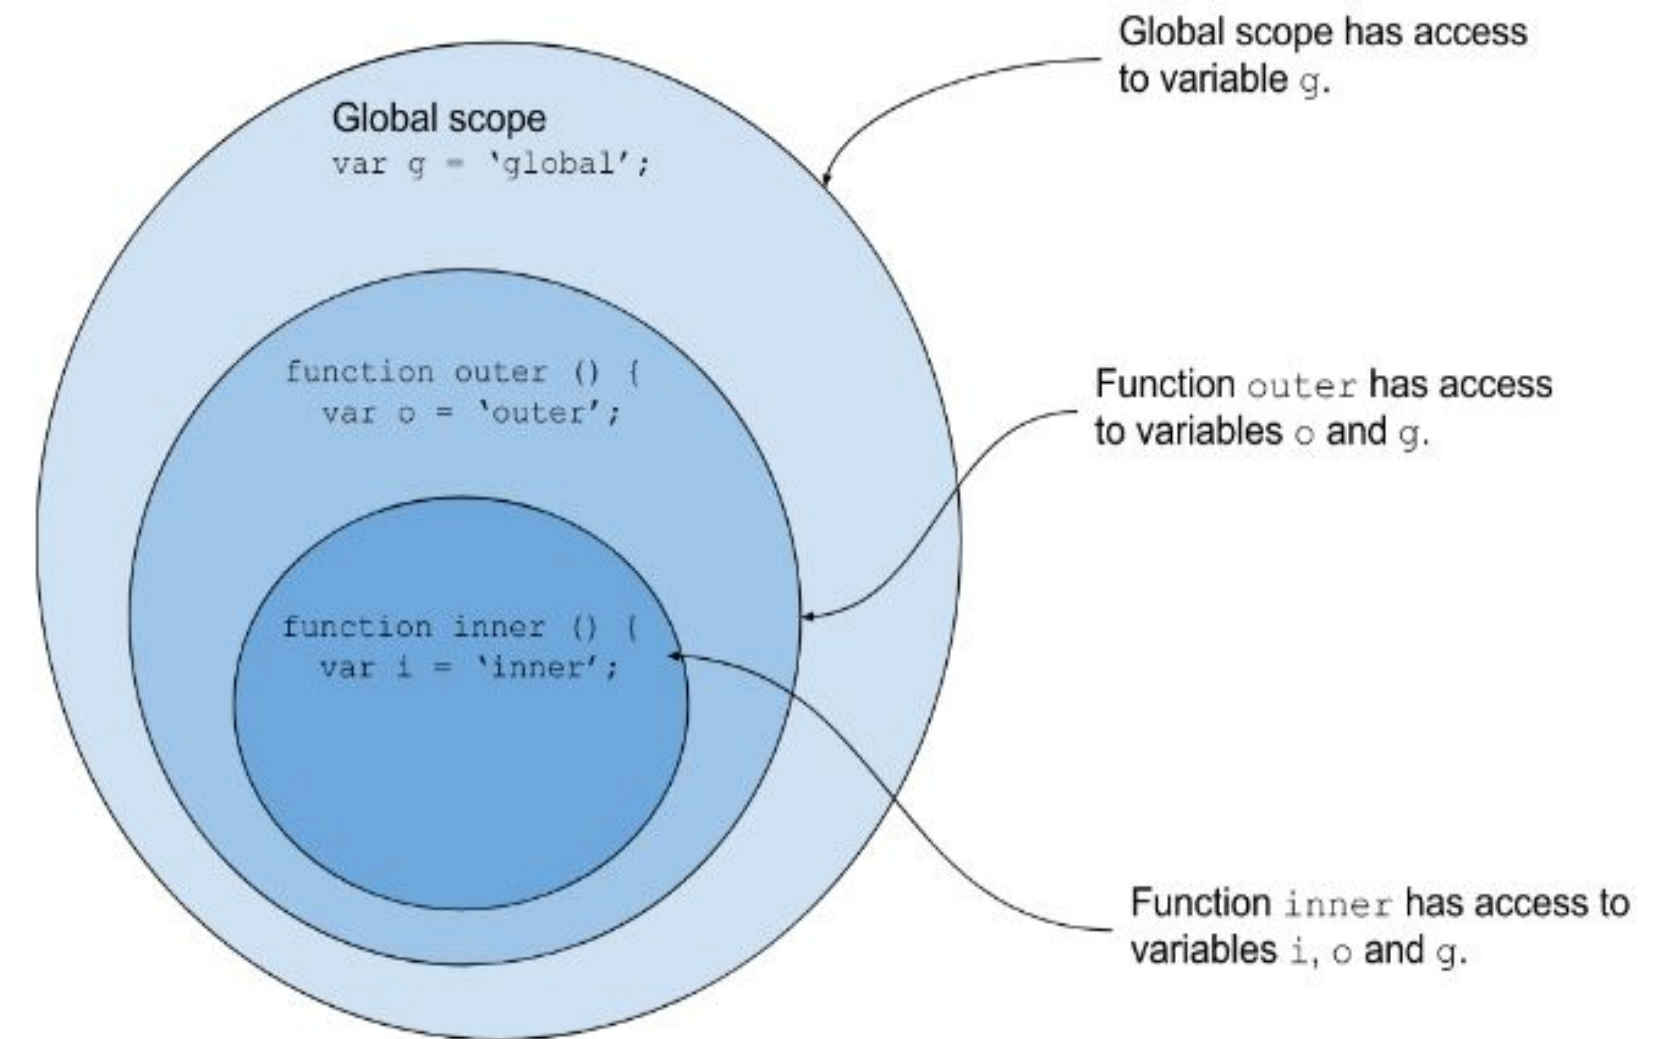 Global scope has access
to variable g.
Global scope
var g = ‘global’;
function outer () {
var o = ‘outer’;
Function outer has access
to variables o and g.
function inner () {
var i = ‘inner’;
Function inner has access to
variables i, o and g.